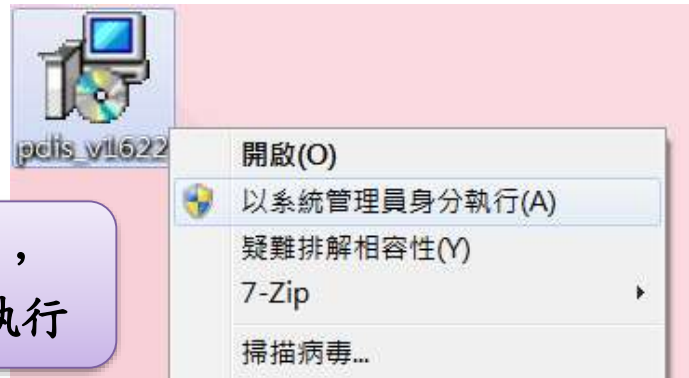 pdis_v1622
開啟(O)
以系統管理員身分執行(A)
疑難排解相容性(Y)
7-Zip
掃描病毒...
，
執行